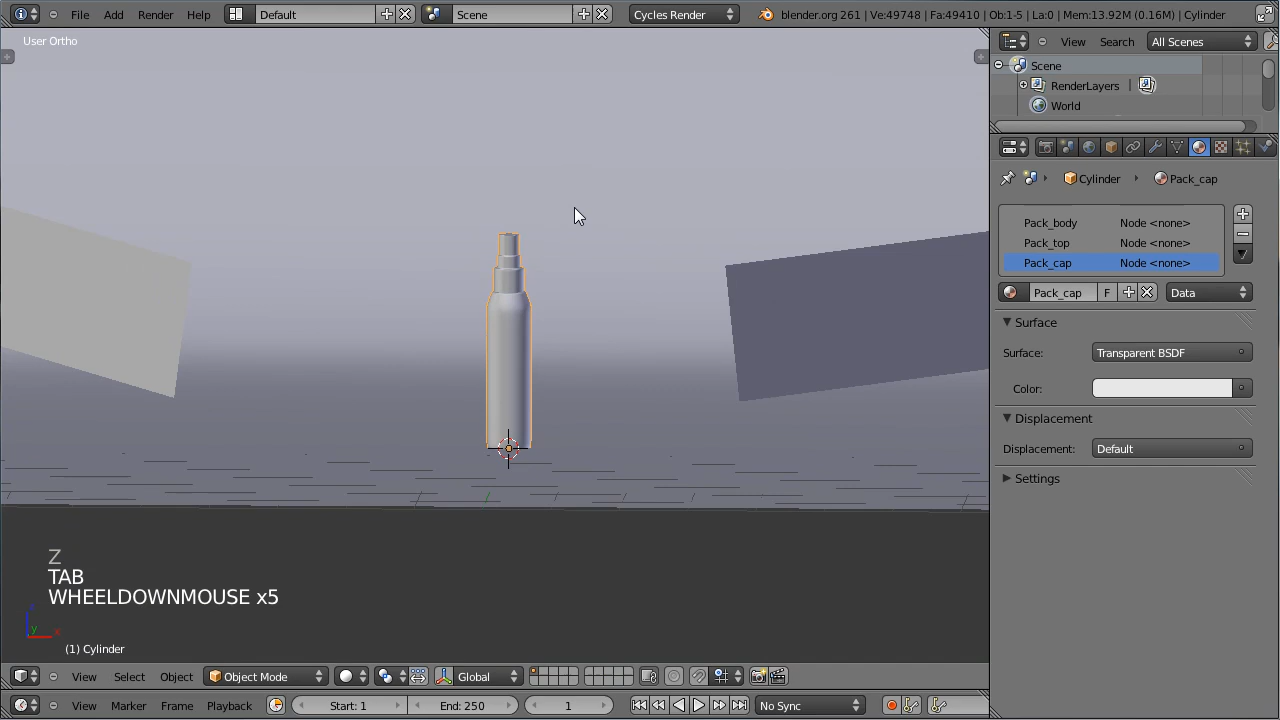 File Add Render Help Default Scene Cycles Render blender.org 261 | Ve:49748 | Fa:49410 | Ob:1-5 | La:0 | Mem:13.92M (0.16M) | Cylinder
User Ortho
View Search All Scenes
Scene
RenderLayers |
World
Cylinder Pack_cap
Pack_body Node <none>
Pack_top Node <none>
Pack_cap Node <none>
Pack_cap F Data
Surface
Surface: Transparent BSDF
Color:
Displacement
Displacement: Default
Settings
Z
TAB
WHEELDOWNMOUSE x5
z
y x
(1) Cylinder
View Select Object Object Mode Global
View Marker Frame Playback Start: 1 End: 250 1 No Sync